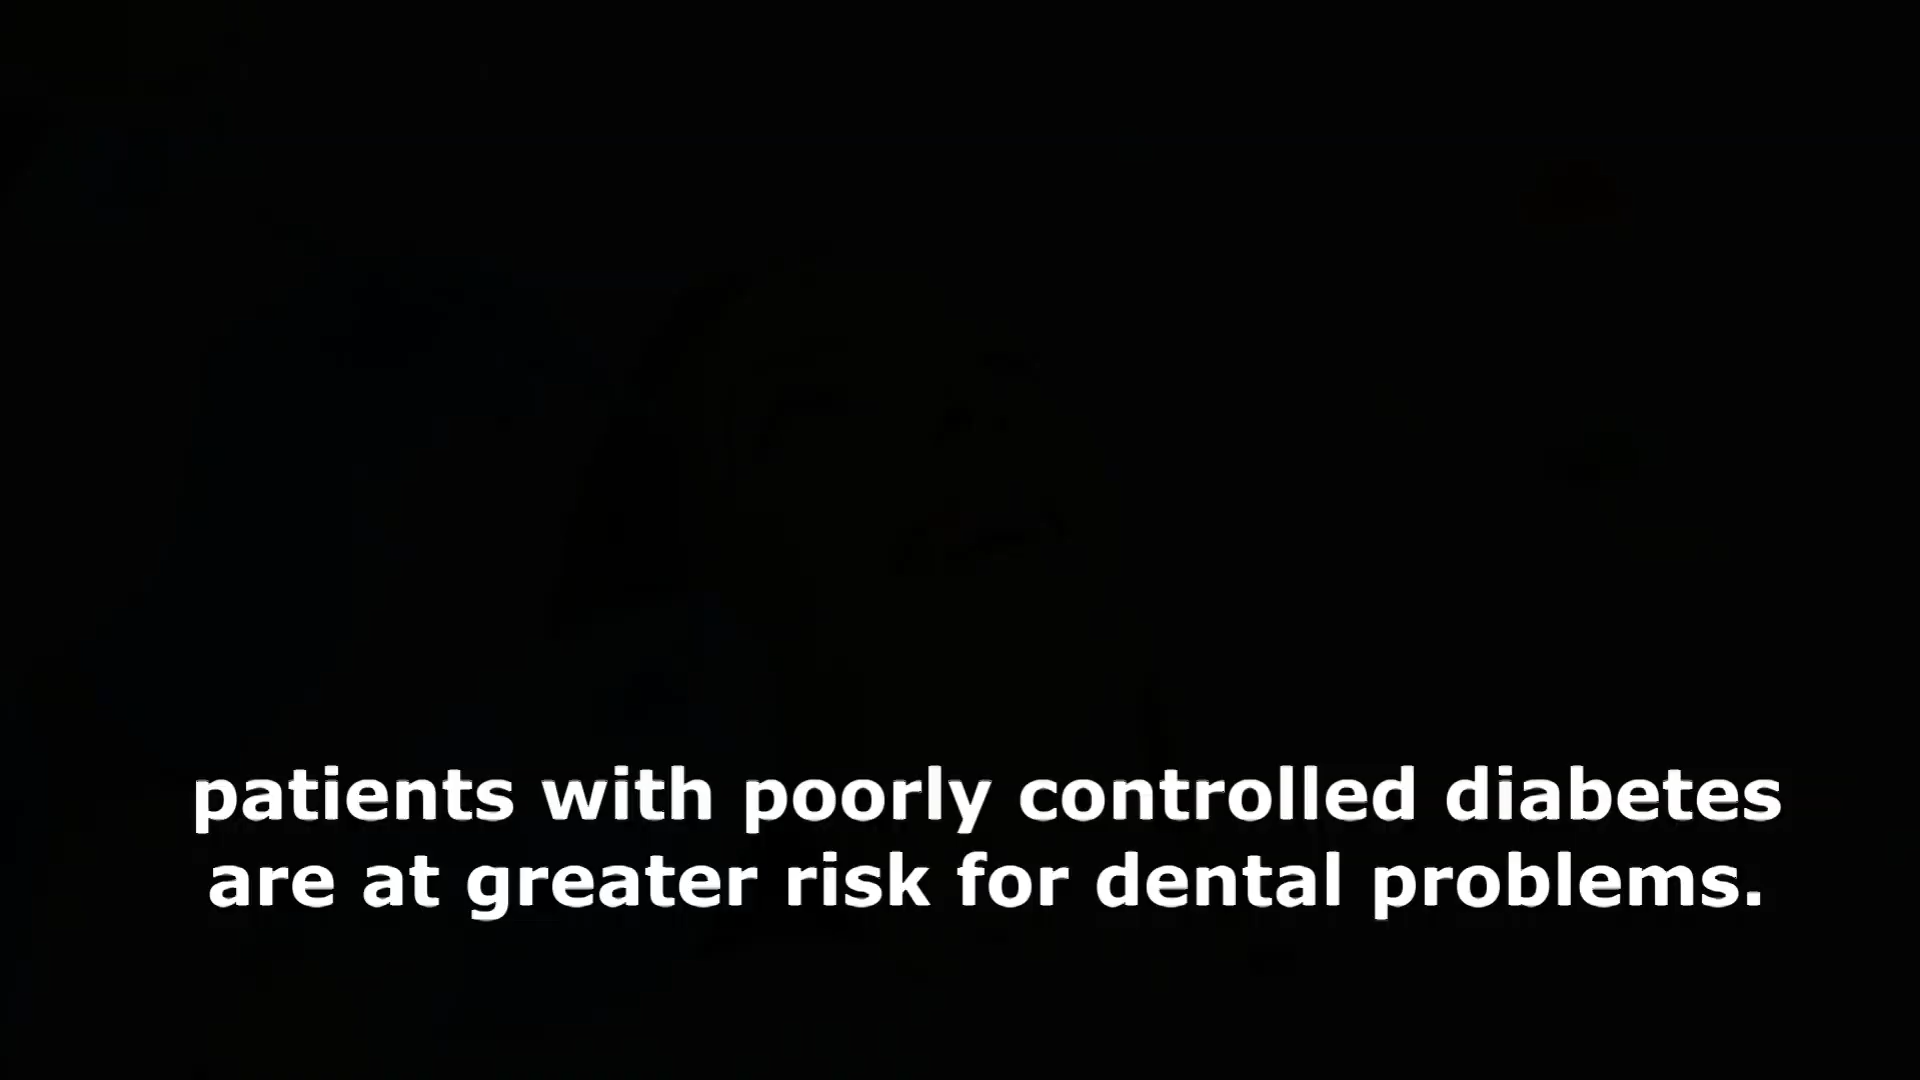 patients with poorly controlled diabetes
are at greater risk for dental problems.